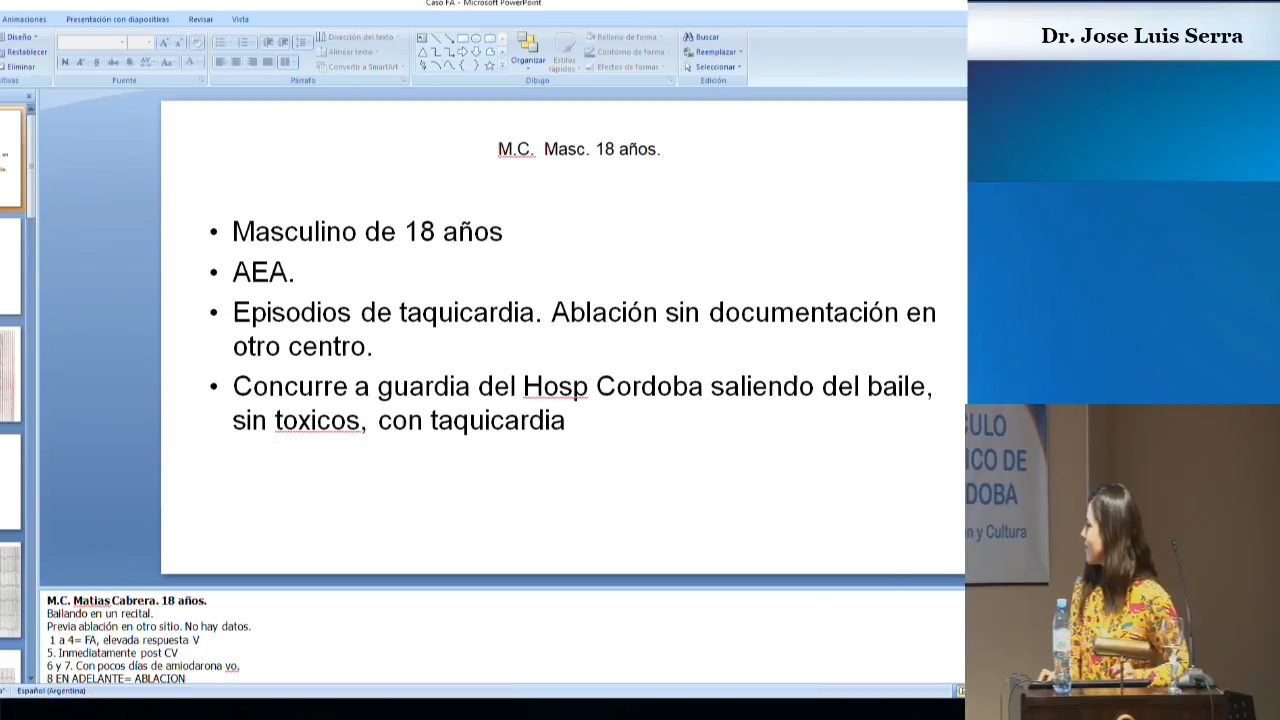 Caso FA - Microsoft PowerPoint
Animaciones Presentación con diapositivas Revisar Vista
Diseño
Restablecer
Eliminar
Fuente
Dirección del texto
Alinear texto
Convertir a SmartArt
Párrafo
Organizar
Estilos rápidos
Relleno de forma
Contorno de forma
Efectos de formas
Dibujo
Buscar
Reemplazar
Seleccionar
Edición
Dr. Jose Luis Serra
M.C. Masc. 18 años.
• Masculino de 18 años
• AEA.
• Episodios de taquicardia. Ablación sin documentación en
otro centro.
• Concurre a guardia del Hosp Cordoba saliendo del baile,
sin toxicos, con taquicardia
M.C. Matias Cabrera. 18 años.
Bailando en un recital.
Previa ablación en otro sitio. No hay datos.
1 a 4= FA, elevada respuesta V
5. Inmediatamente post CV
6 y 7. Con pocos días de amiodarona vo.
8 EN ADELANTE= ABLACION
Español (Argentina)
CULO
ICO DE
DOBA
n y Cultura